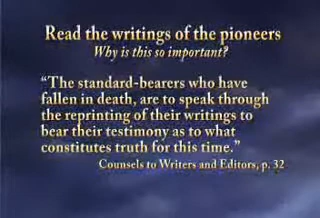 Read the writings of the pioneers
Why is this so important?
“The standard-bearers who have
fallen in death, are to speak through
the reprinting of their writings to
bear their testimony as to what
constitutes truth for this time.”
Counsels to Writers and Editors, p. 32